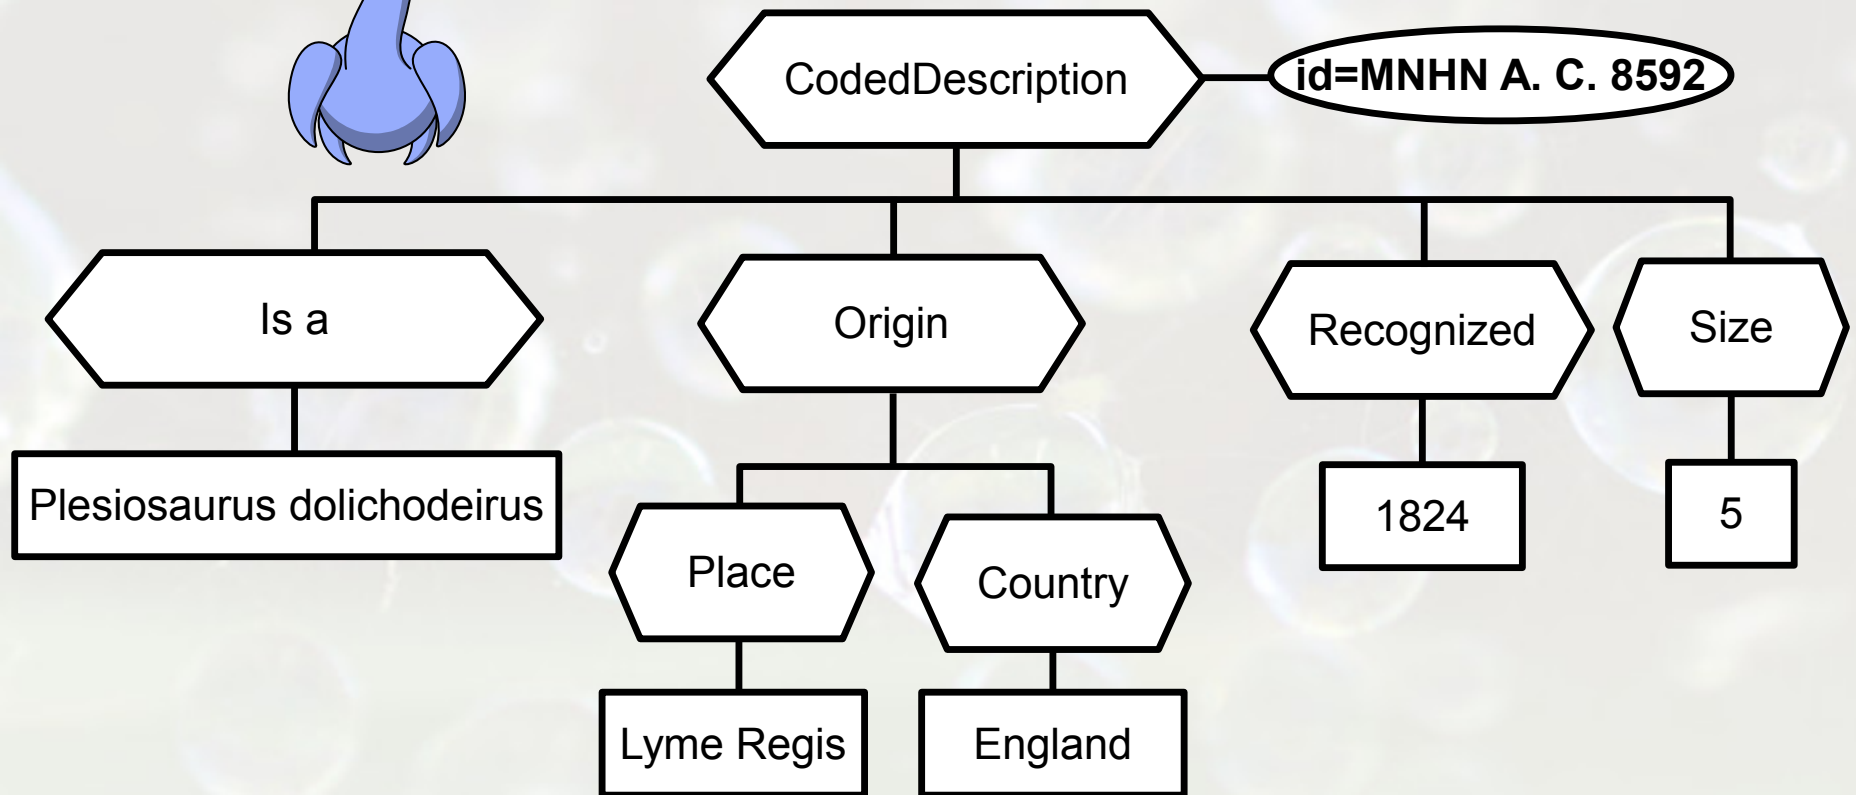 CodedDescription
id=MNHN A. C. 8592
Is a
Origin
Recognized
Size
Plesiosaurus dolichodeirus
Place
Country
1824
5
Lyme Regis
England